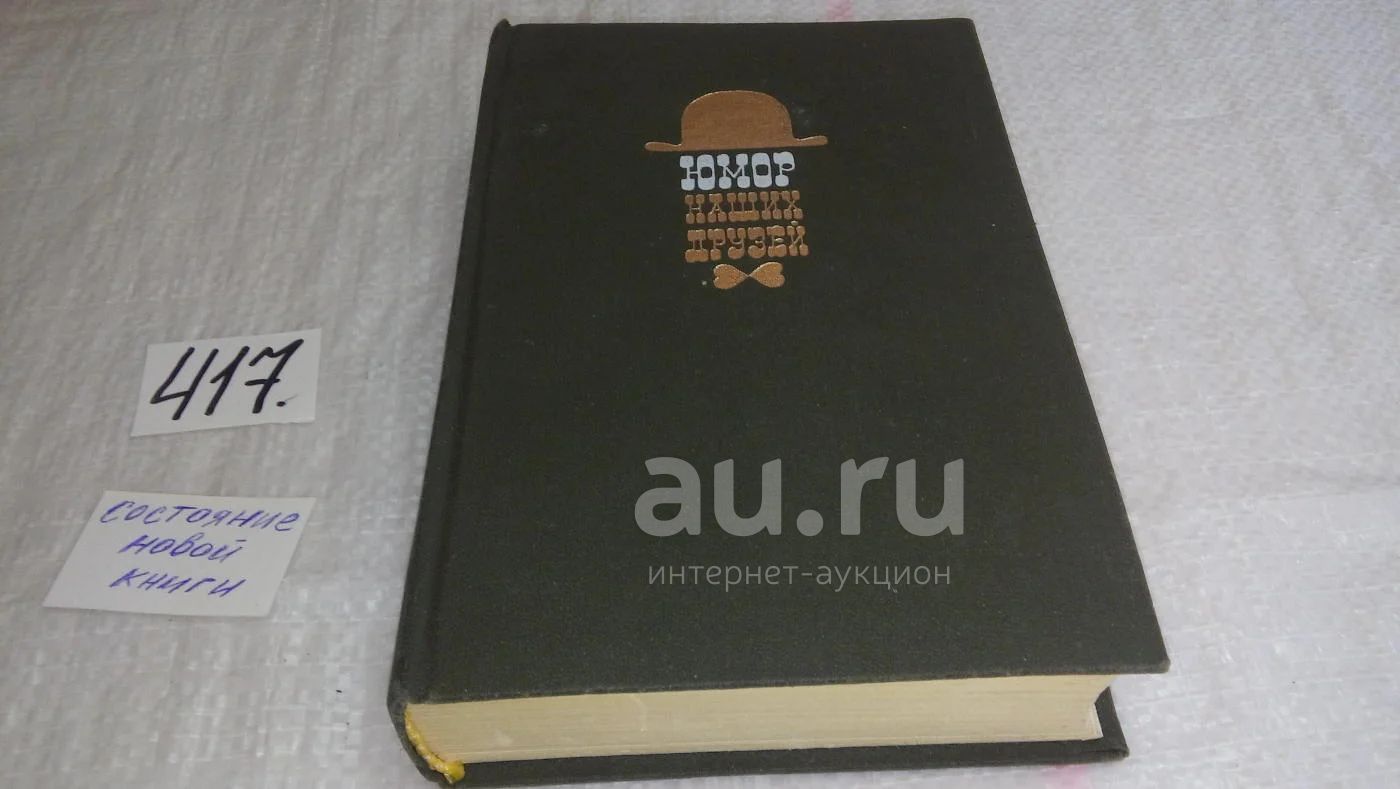 ЮМОР
НАШИХ
ДРУЗЕЙ
417.
состояние
новой
книги
au.ru
интернет-аукцион